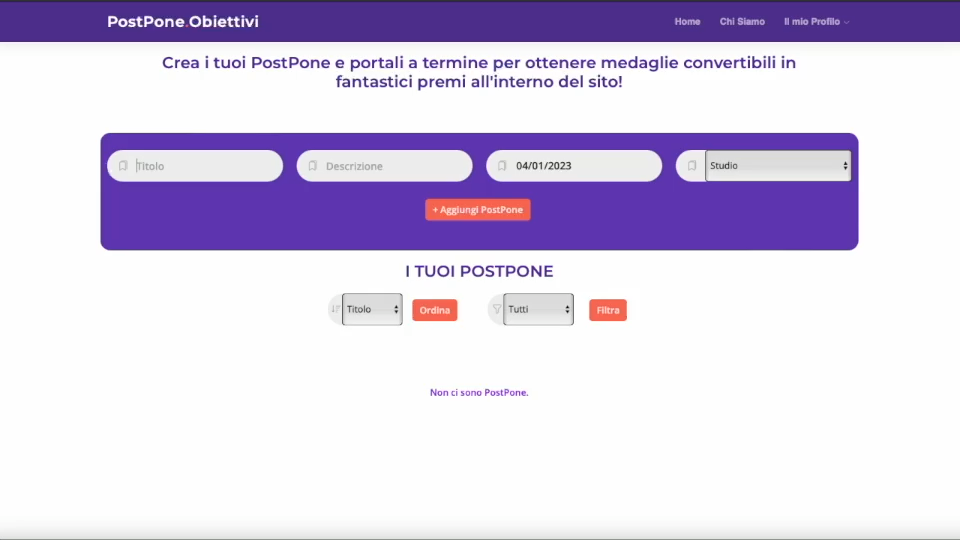 PostPone.Obiettivi
Home
Chi Siamo
Il mio Profilo
Crea i tuoi PostPone e portali a termine per ottenere medaglie convertibili in
fantastici premi all'interno del sito!
Titolo
Descrizione
04/01/2023
Studio
+ Aggiungi PostPone
I TUOI POSTPONE
Titolo
Ordina
Tutti
Filtra
Non ci sono PostPone.